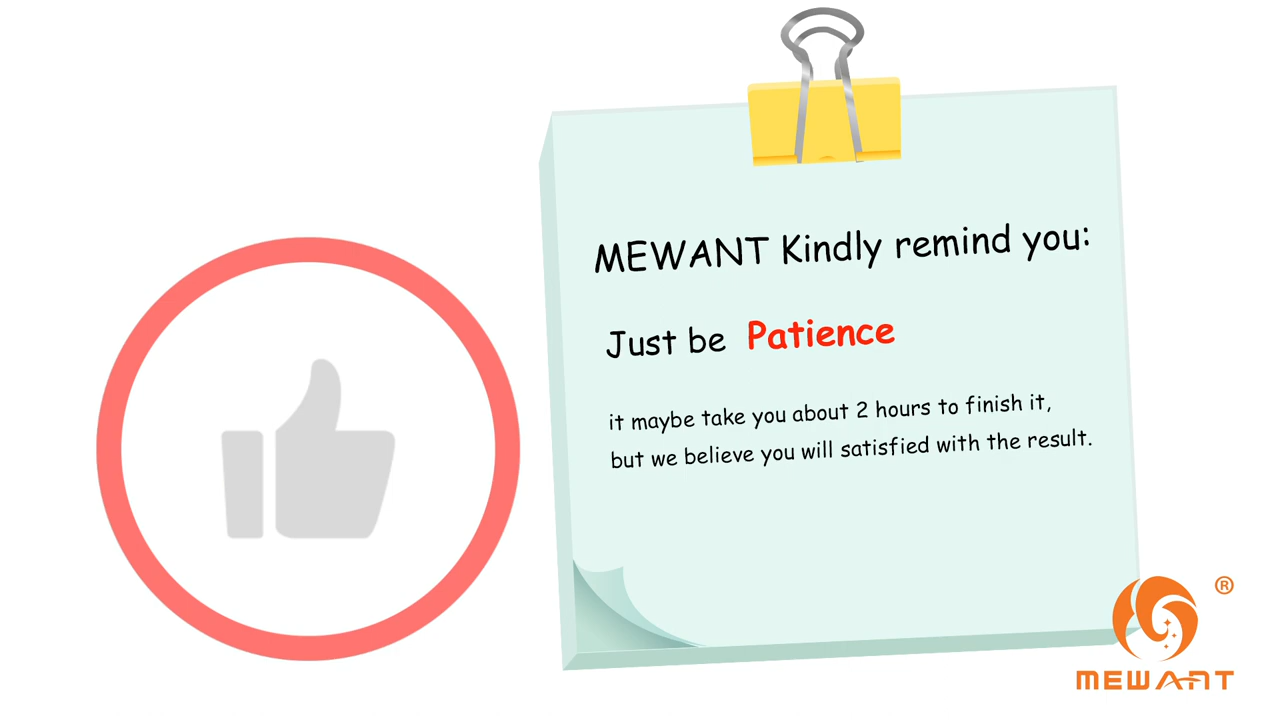 MEWANT Kindly remind you:
Just be Patience
it maybe take you about 2 hours to finish it,
but we believe you will satisfied with the result.
®
MEWANT